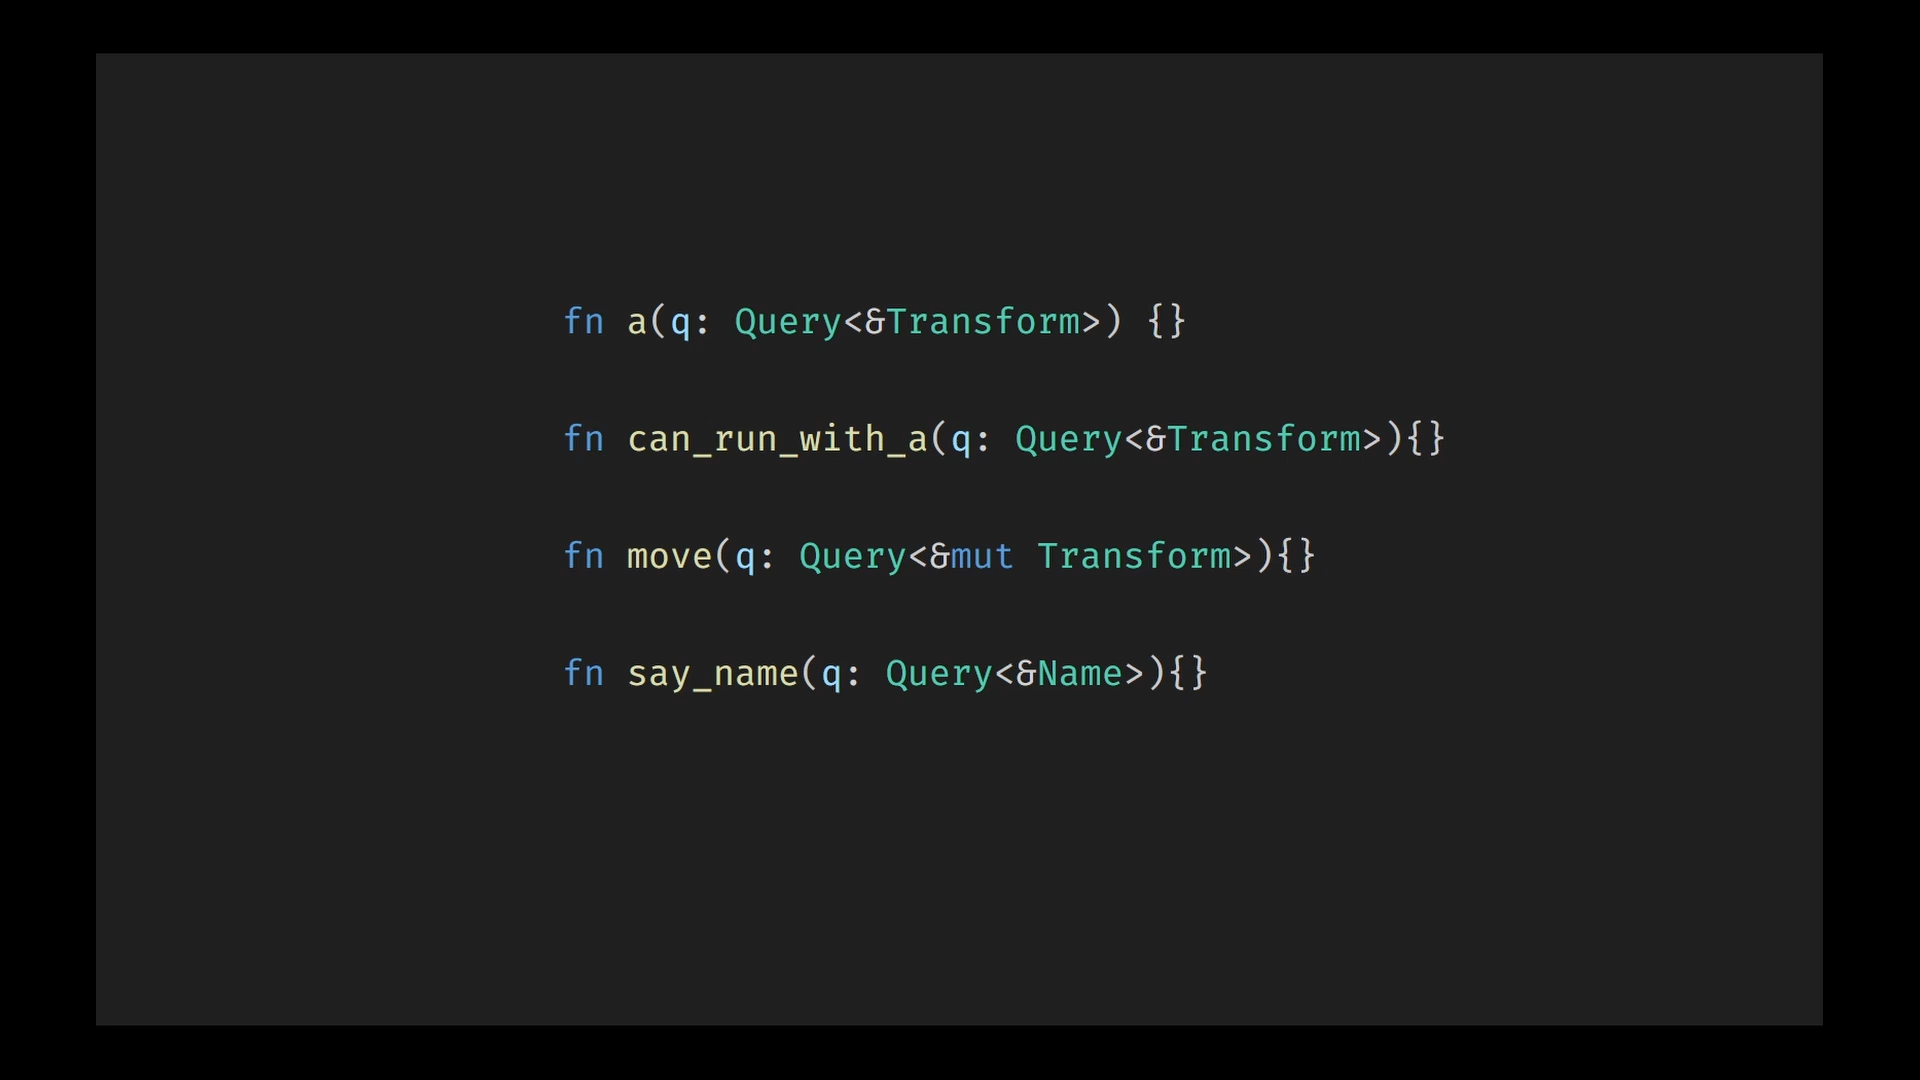 fn a(q: Query<&Transform>) {}
fn can_run_with_a(q: Query<&Transform>){}
fn move(q: Query<&mut Transform>){}
fn say_name(q: Query<&Name>){}